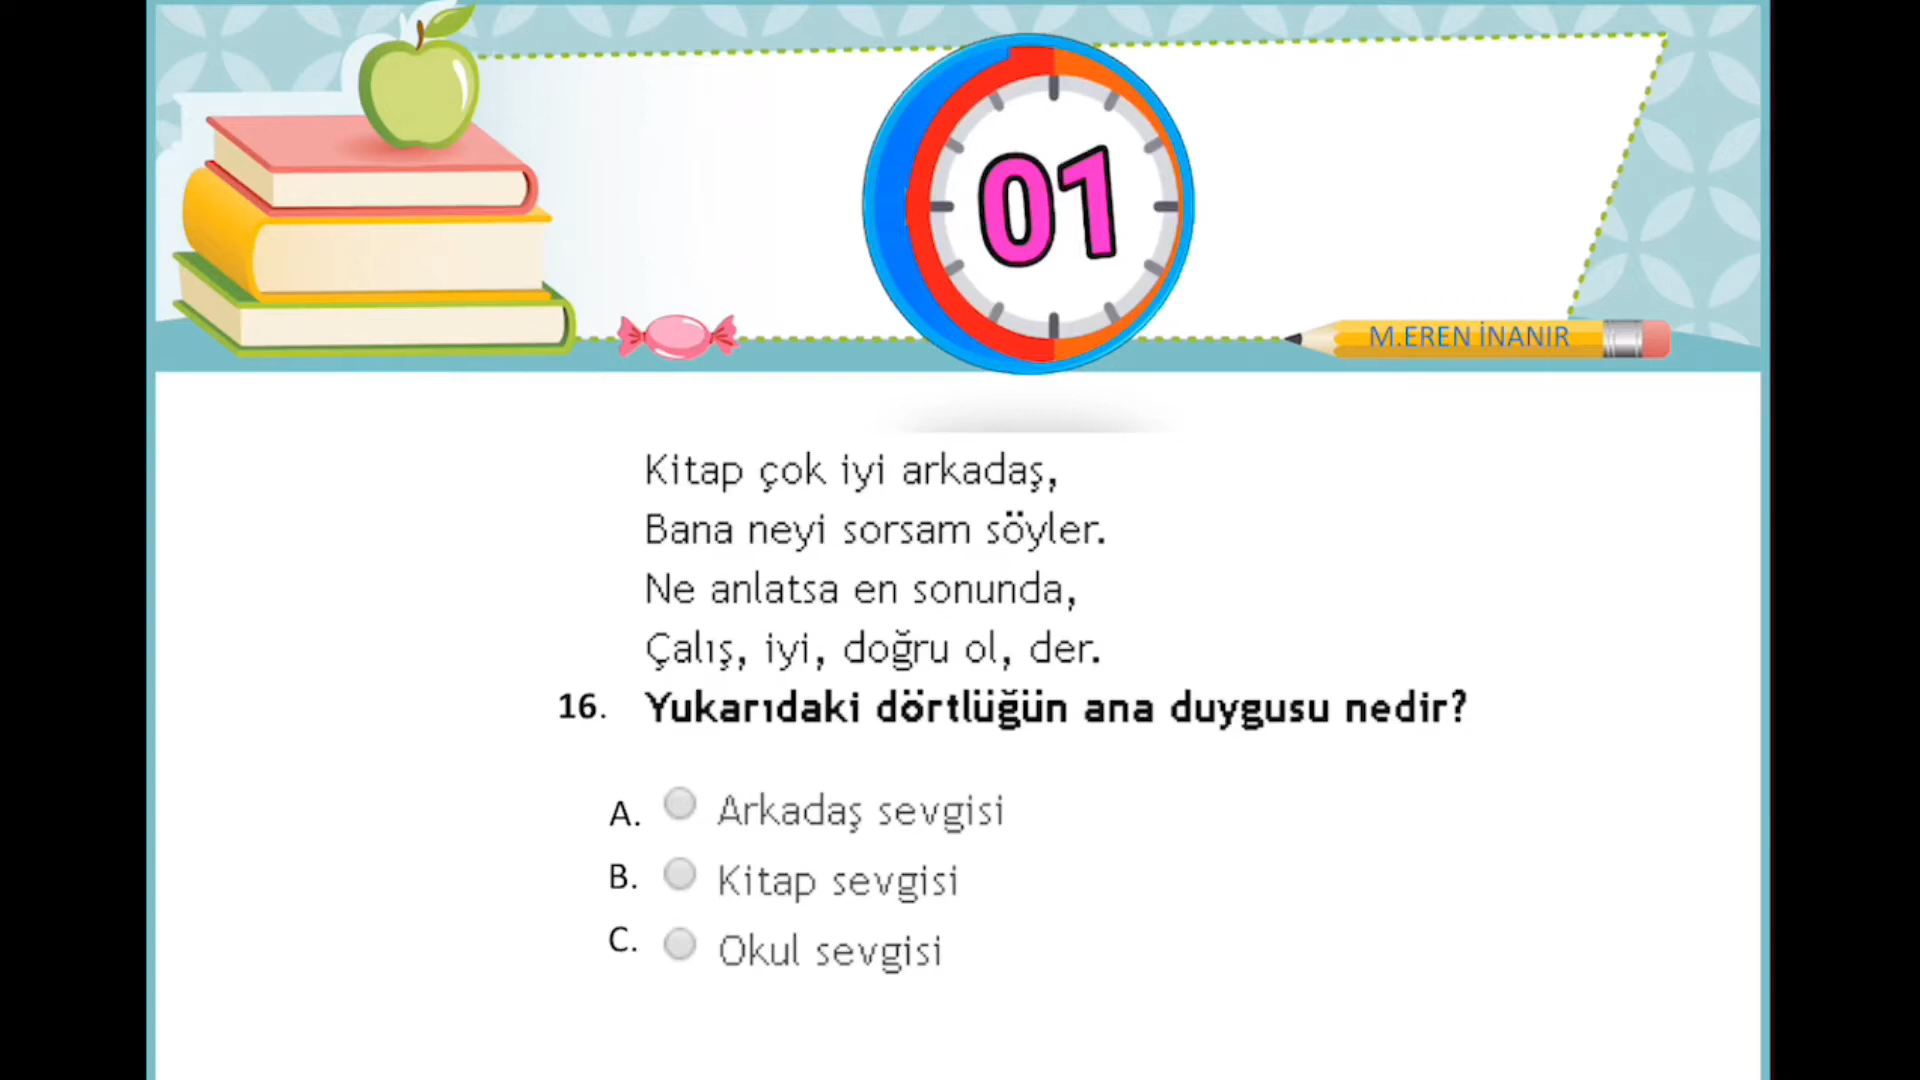 01
M.EREN İNANIR
Kitap çok iyi arkadaş,
Bana neyi sorsam söyler.
Ne anlatsa en sonunda,
Çalış, iyi, doğru ol, der.
16. Yukarıdaki dörtlüğün ana duygusu nedir?
A. Arkadaş sevgisi
B. Kitap sevgisi
C. Okul sevgisi